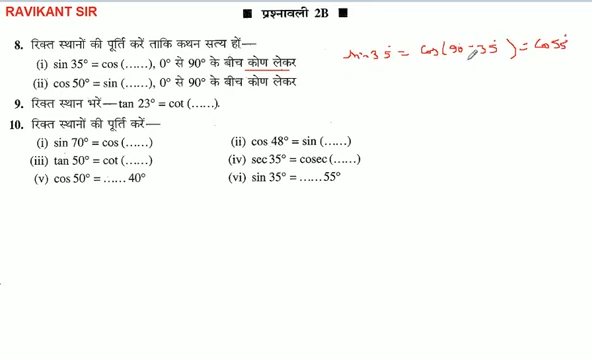 RAVIKANT SIR
■ प्रश्नावली 2B ■
8. रिक्त स्थानों की पूर्ति करें ताकि कथन सत्य हों—
sin 35° = cos(90 - 35°) = cos 55°
(i) sin 35° = cos (......), 0° से 90° के बीच कोण लेकर
(ii) cos 50° = sin (......), 0° से 90° के बीच कोण लेकर
9. रिक्त स्थान भरें—tan 23° = cot (......).
10. रिक्त स्थानों की पूर्ति करें—
(i) sin 70° = cos (......) (ii) cos 48° = sin (......)
(iii) tan 50° = cot (......) (iv) sec 35° = cosec (......)
(v) cos 50° = ...... 40° (vi) sin 35° = ...... 55°